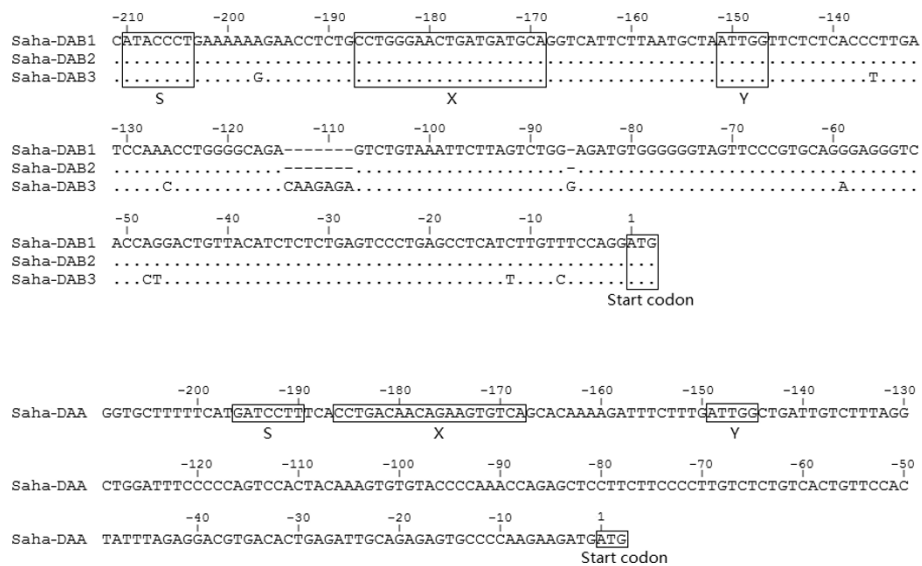 -210 -200 -190 -180 -170 -160 -150 -140
Saha-DAB1 CATACCCTGAAAAAAGAACCTCTGCCTGGGAACTGATGATGCAGGTCATTCTTAATGCTAATTGGTTCTCTCACCCTTGA
Saha-DAB2 ................................................................................
Saha-DAB3 ..............G............................................................T....
S X Y
-130 -120 -110 -100 -90 -80 -70 -60
Saha-DAB1 TCCAAACCTGGGGCAGA-------GTCTGTAAATTCTTAGTCTGG-AGATGTGGGGGGTAGTTCCCGTGCAGGGAGGGTC
Saha-DAB2 .................-------.....................-..................................
Saha-DAB3 .....C...........CAAGAGA.....................G..........................A.......
-50 -40 -30 -20 -10 1
Saha-DAB1 ACCAGGACTGTTACATCTCTCTGAGTCCCTGAGCCTCATCTTGTTTCCAGGATG
Saha-DAB2 ......................................................
Saha-DAB3 ...CT..................................T....C.........
Start codon
-200 -190 -180 -170 -160 -150 -140 -130
Saha-DAA GGTGCTTTTTCATGATCCTTTCACCTGACAACAGAAGTGTCAGCACAAAAGATTTCTTTGATTGGCTGATTGTCTTTAGG
S X Y
-120 -110 -100 -90 -80 -70 -60 -50
Saha-DAA CTGGATTTCCCCCAGTCCACTACAAAGTGTGTACCCCAAACCAGAGCTCCTTCTTCCCCTTGTCTCTGTCACTGTTCCAC
-40 -30 -20 -10 1
Saha-DAA TATTTAGAGGACGTGACACTGAGATTGCAGAGAGTGCCCCAAGAAGATGATG
Start codon